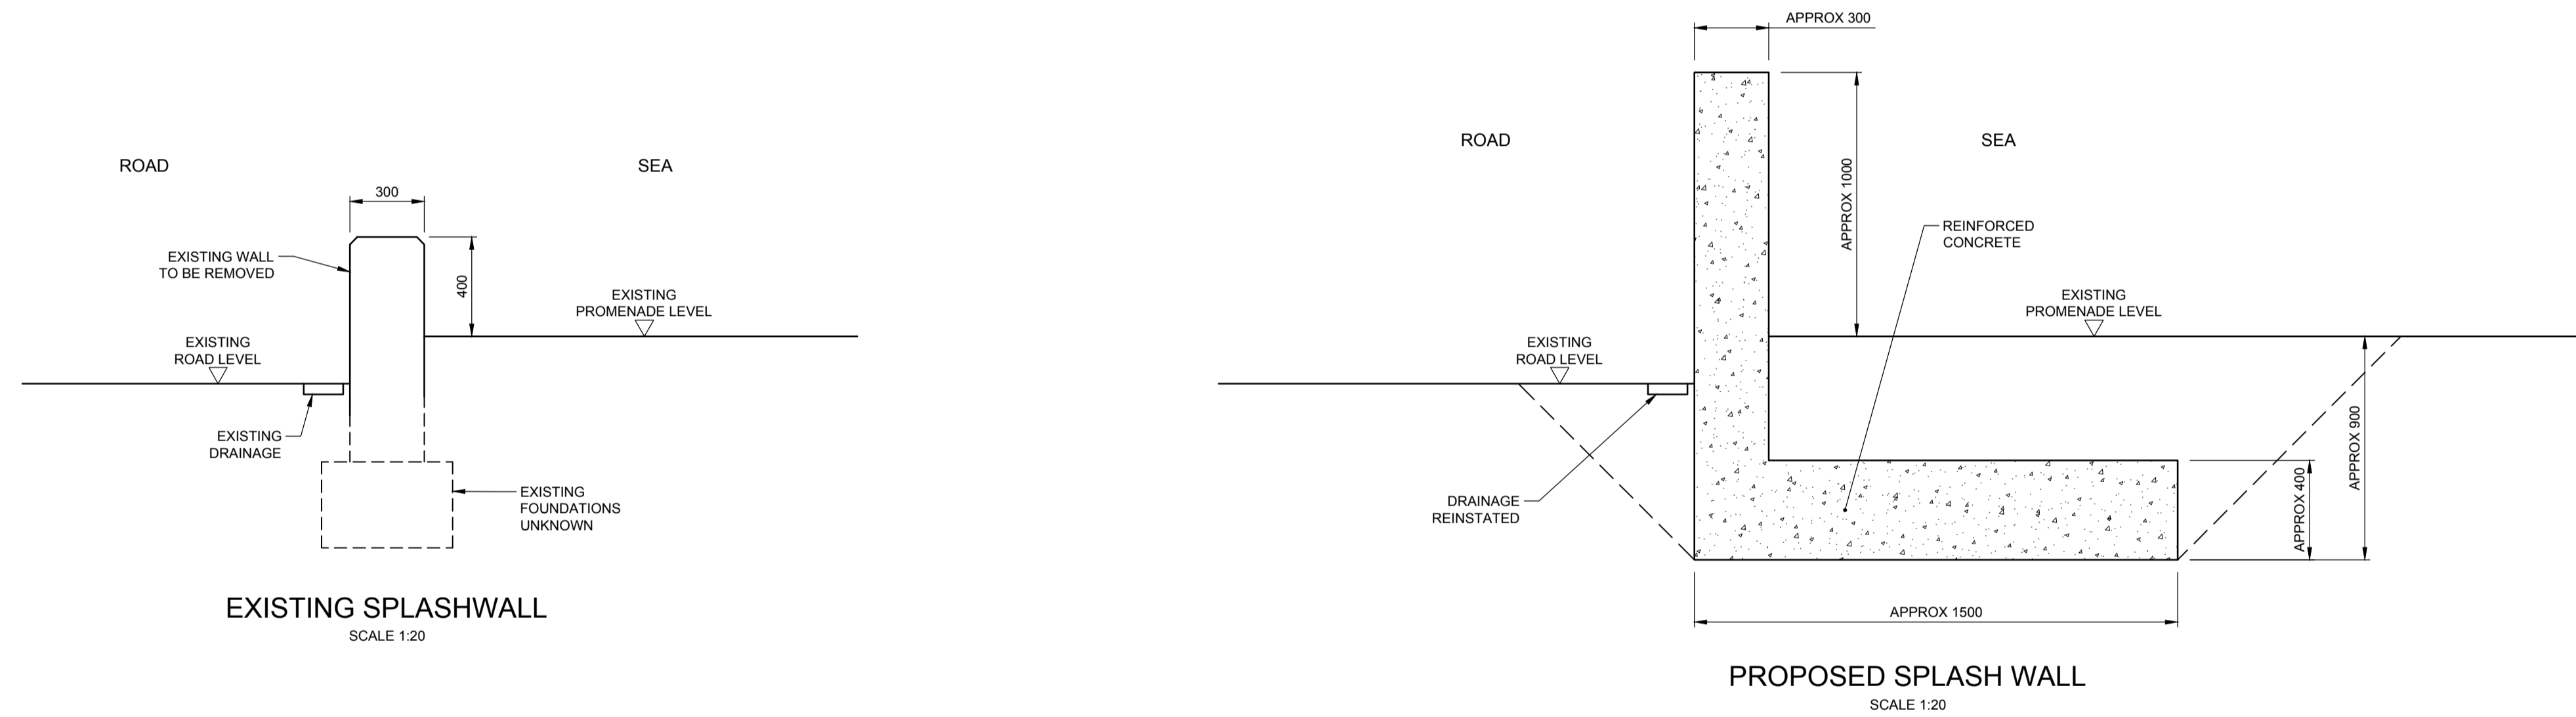 ROAD
SEA
300
EXISTING WALL
TO BE REMOVED
400
EXISTING
PROMENADE LEVEL
EXISTING
ROAD LEVEL
EXISTING
DRAINAGE
EXISTING
FOUNDATIONS
UNKNOWN
EXISTING SPLASHWALL
SCALE 1:20
APPROX 300
ROAD
SEA
APPROX 1000
REINFORCED
CONCRETE
EXISTING
PROMENADE LEVEL
EXISTING
ROAD LEVEL
DRAINAGE
REINSTATED
APPROX 400
APPROX 900
APPROX 1500
PROPOSED SPLASH WALL
SCALE 1:20